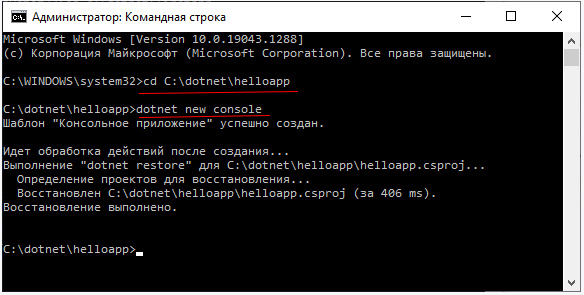 Администратор: Командная строка
Microsoft Windows [Version 10.0.19043.1288]
(c) Корпорация Майкрософт (Microsoft Corporation). Все права защищены.
C:\WINDOWS\system32>cd C:\dotnet\helloapp
C:\dotnet\helloapp>dotnet new console
Шаблон "Консольное приложение" успешно создан.
Идет обработка действий после создания...
Выполнение "dotnet restore" для C:\dotnet\helloapp\helloapp.csproj...
  Определение проектов для восстановления...
  Восстановлен C:\dotnet\helloapp\helloapp.csproj (за 406 ms).
Восстановление выполнено.
C:\dotnet\helloapp>